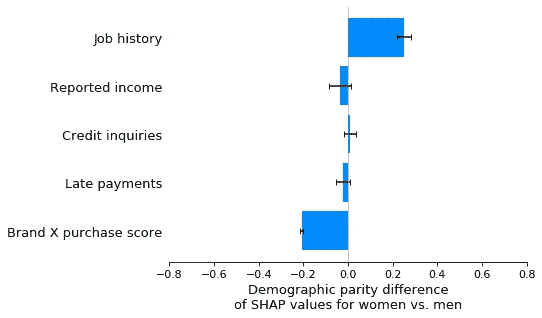 Job history
Reported income
Credit inquiries
Late payments
Brand X purchase score
−0.8 −0.6 −0.4 −0.2 0.0 0.2 0.4 0.6 0.8
Demographic parity difference
of SHAP values for women vs. men